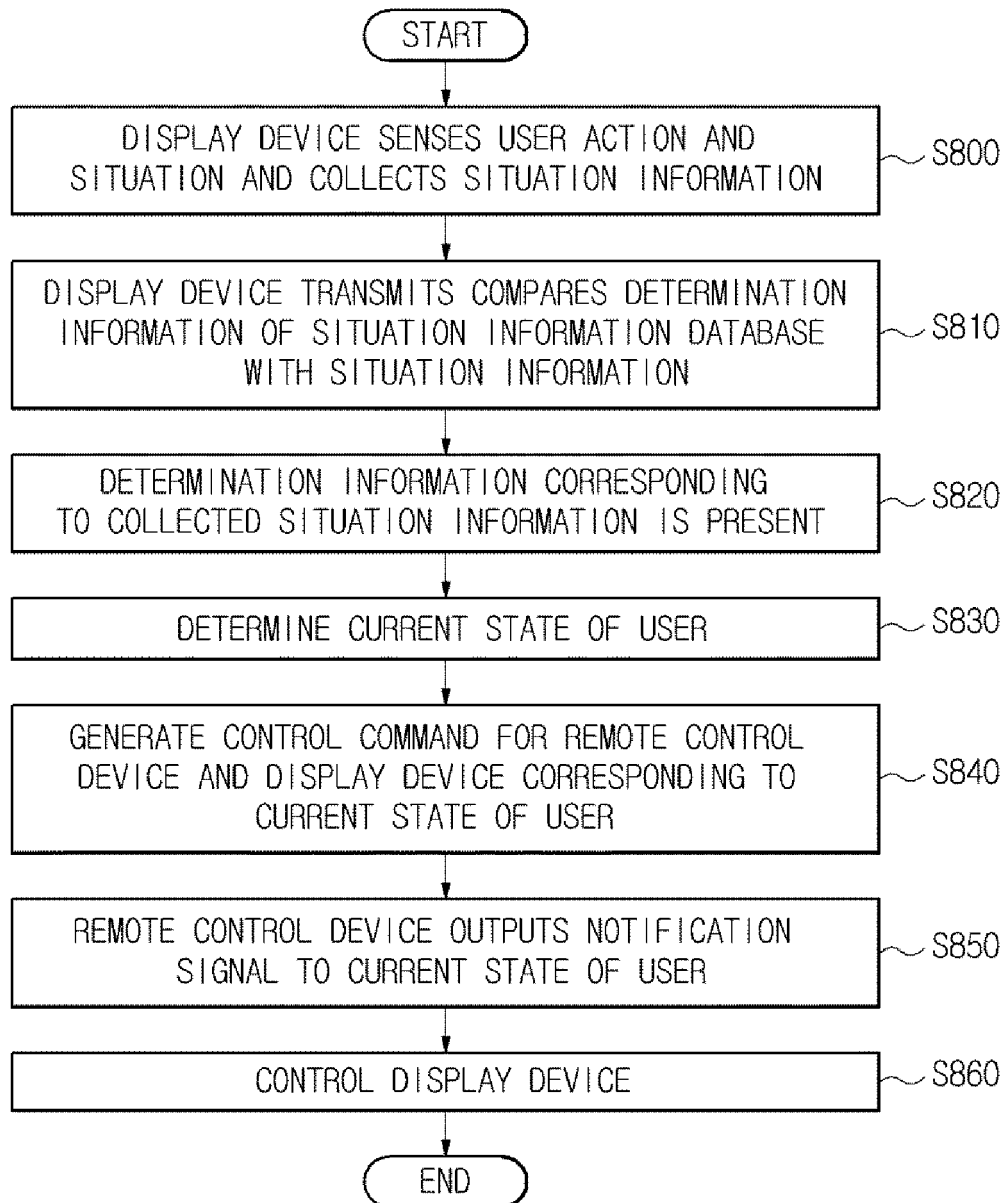 START
DISPLAY DEVICE SENSES USER ACTION AND
SITUATION AND COLLECTS SITUATION INFORMATION
S800
DISPLAY DEVICE TRANSMITS COMPARES DETERMINATION
INFORMATION OF SITUATION INFORMATION DATABASE
WITH SITUATION INFORMATION
S810
DETERMINATION INFORMATION CORRESPONDING
TO COLLECTED SITUATION INFORMATION IS PRESENT
S820
DETERMINE CURRENT STATE OF USER
S830
GENERATE CONTROL COMMAND FOR REMOTE CONTROL
DEVICE AND DISPLAY DEVICE CORRESPONDING TO
CURRENT STATE OF USER
S840
REMOTE CONTROL DEVICE OUTPUTS NOTIFICATION
SIGNAL TO CURRENT STATE OF USER
S850
CONTROL DISPLAY DEVICE
S860
END